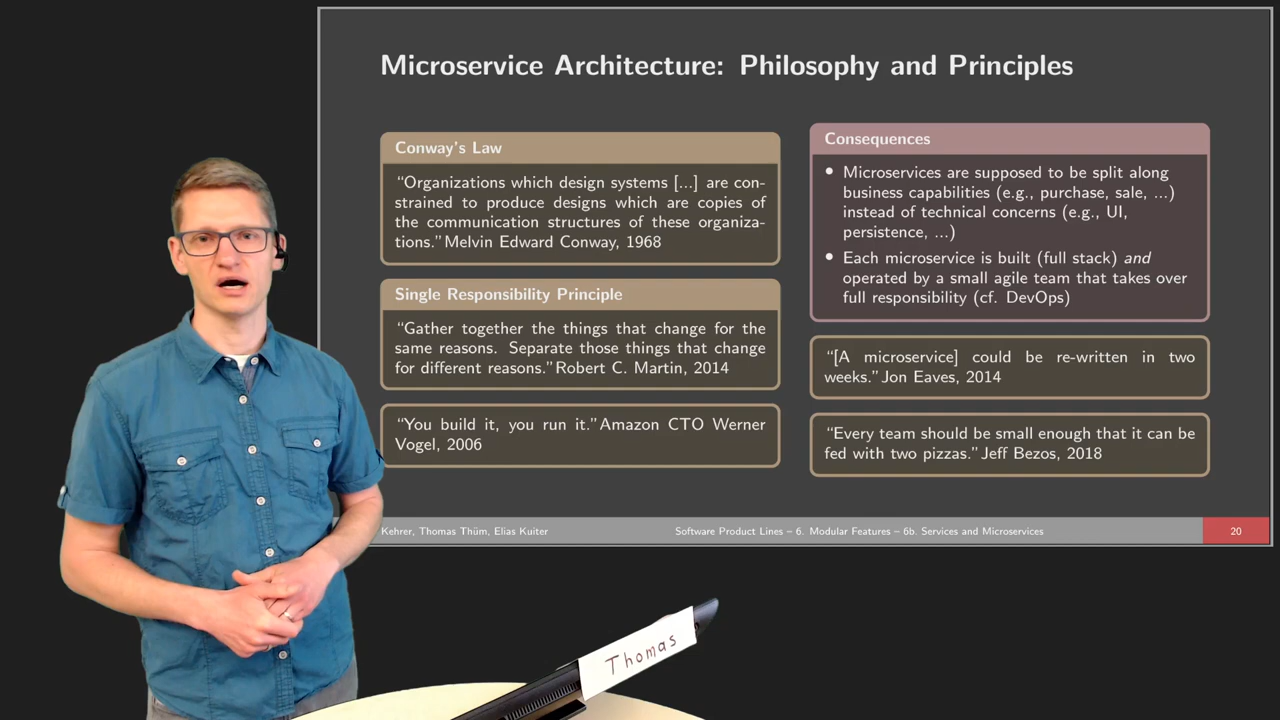 Microservice Architecture: Philosophy and Principles
Conway's Law
“Organizations which design systems [...] are con-
strained to produce designs which are copies of
the communication structures of these organiza-
tions.” Melvin Edward Conway, 1968
Single Responsibility Principle
“Gather together the things that change for the
same reasons. Separate those things that change
for different reasons.” Robert C. Martin, 2014
“You build it, you run it.” Amazon CTO Werner
Vogel, 2006
Consequences
• Microservices are supposed to be split along
business capabilities (e.g., purchase, sale, ...)
instead of technical concerns (e.g., UI,
persistence, ...)
• Each microservice is built (full stack) and
operated by a small agile team that takes over
full responsibility (cf. DevOps)
“[A microservice] could be re-written in two
weeks.” Jon Eaves, 2014
“Every team should be small enough that it can be
fed with two pizzas.” Jeff Bezos, 2018
Kehrer, Thomas Thüm, Elias Kuiter
Software Product Lines – 6. Modular Features – 6b. Services and Microservices
20
Thomas